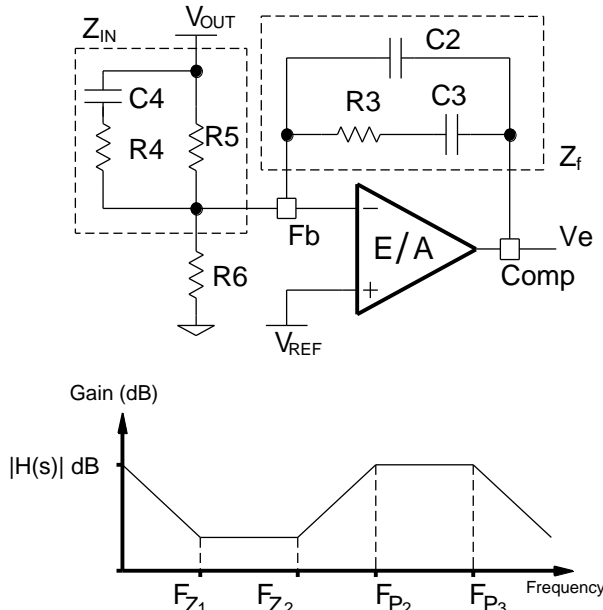 V_OUT
Z_IN
C4
R4
R5
R6
C2
R3
C3
Z_f
Fb
−
E/A
+
Ve
Comp
V_REF
Gain (dB)
|H(s)| dB
F_Z1
F_Z2
F_P2
F_P3
Frequency